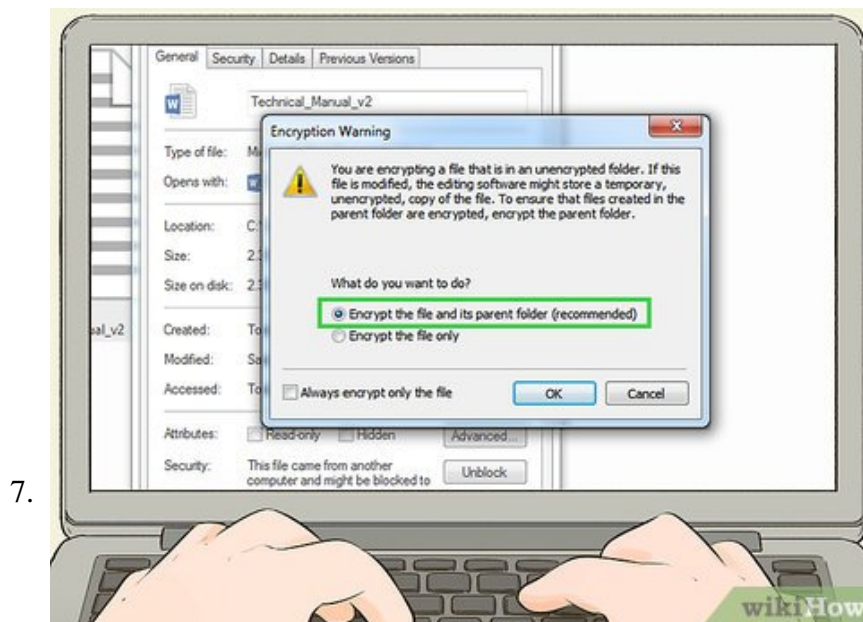 General Security Details Previous Versions
W
Technical_Manual_v2
Encryption Warning
X
Type of file:
You are encrypting a file that is in an unencrypted folder. If this
Opens with:
file is modified, the editing software might store a temporary,
unencrypted, copy of the file. To ensure that files created in the
parent folder are encrypted, encrypt the parent folder.
Location: C:
Size: 2.
Size on disk: 2.
What do you want to do?
Encrypt the file and its parent folder (recommended)
Encrypt the file only
al_v2
Created: To
Modified: Sa
Accessed: To
Always encrypt only the file OK Cancel
Attributes: Read-only Hidden Advanced...
Security: This file came from another
computer and might be blocked to
Unblock
7.
wikiHow